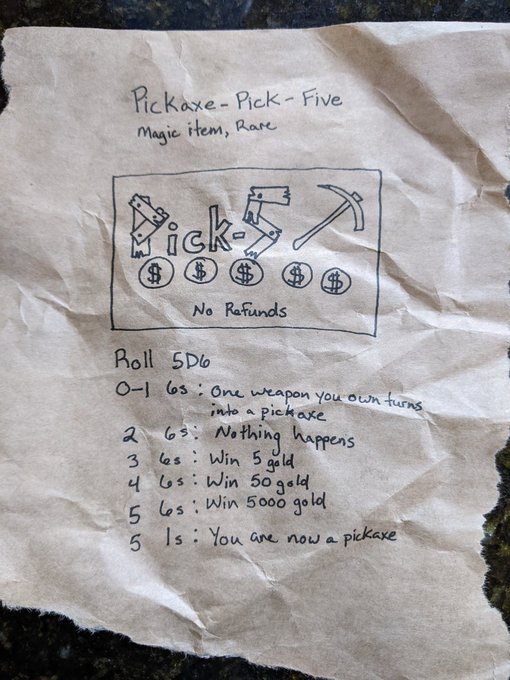 Pickaxe-Pick-Five
Magic item, Rare
Pick-5
$ $ $ $ $
No Refunds
Roll 5D6
0-1 6s: One weapon you own turns
into a pickaxe
2 6s: Nothing happens
3 6s: Win 5 gold
4 6s: Win 50 gold
5 6s: Win 5000 gold
5 1s: You are now a pickaxe